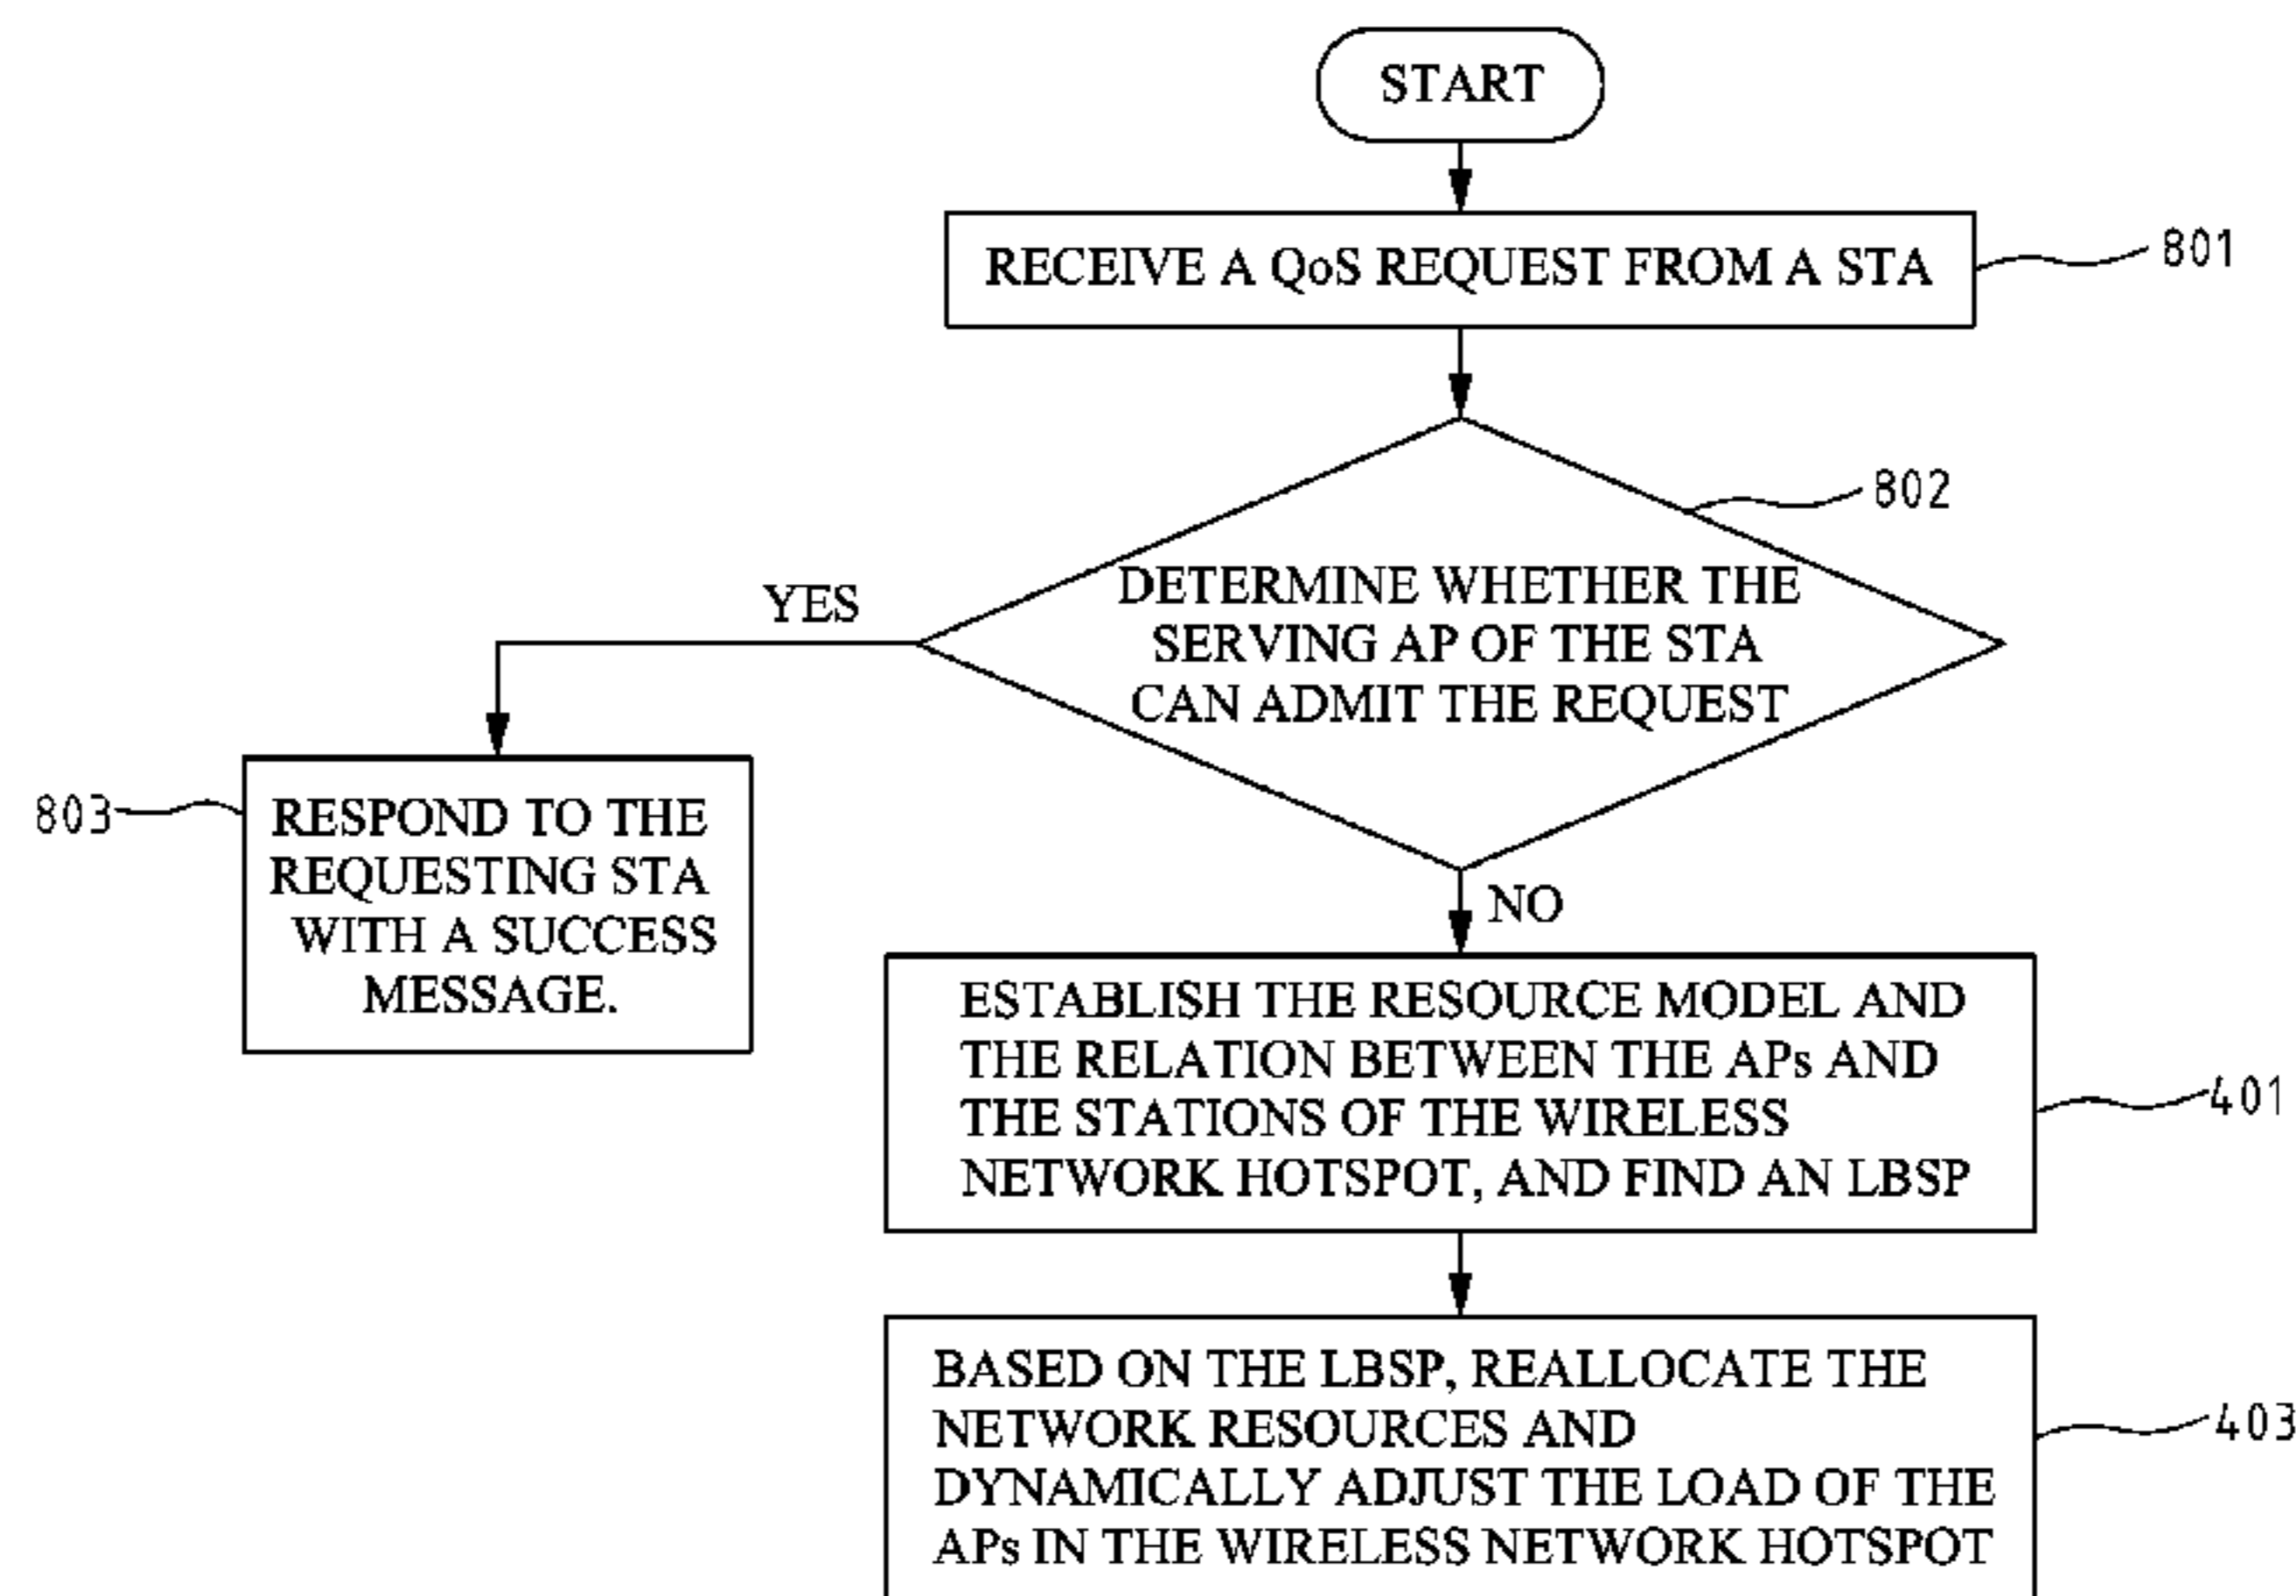 START
RECEIVE A QoS REQUEST FROM A STA
801
802
DETERMINE WHETHER THE
SERVING AP OF THE STA
CAN ADMIT THE REQUEST
YES
NO
803
RESPOND TO THE
REQUESTING STA
WITH A SUCCESS
MESSAGE.
ESTABLISH THE RESOURCE MODEL AND
THE RELATION BETWEEN THE APs AND
THE STATIONS OF THE WIRELESS
NETWORK HOTSPOT, AND FIND AN LBSP
401
BASED ON THE LBSP, REALLOCATE THE
NETWORK RESOURCES AND
DYNAMICALLY ADJUST THE LOAD OF THE
APs IN THE WIRELESS NETWORK HOTSPOT
403